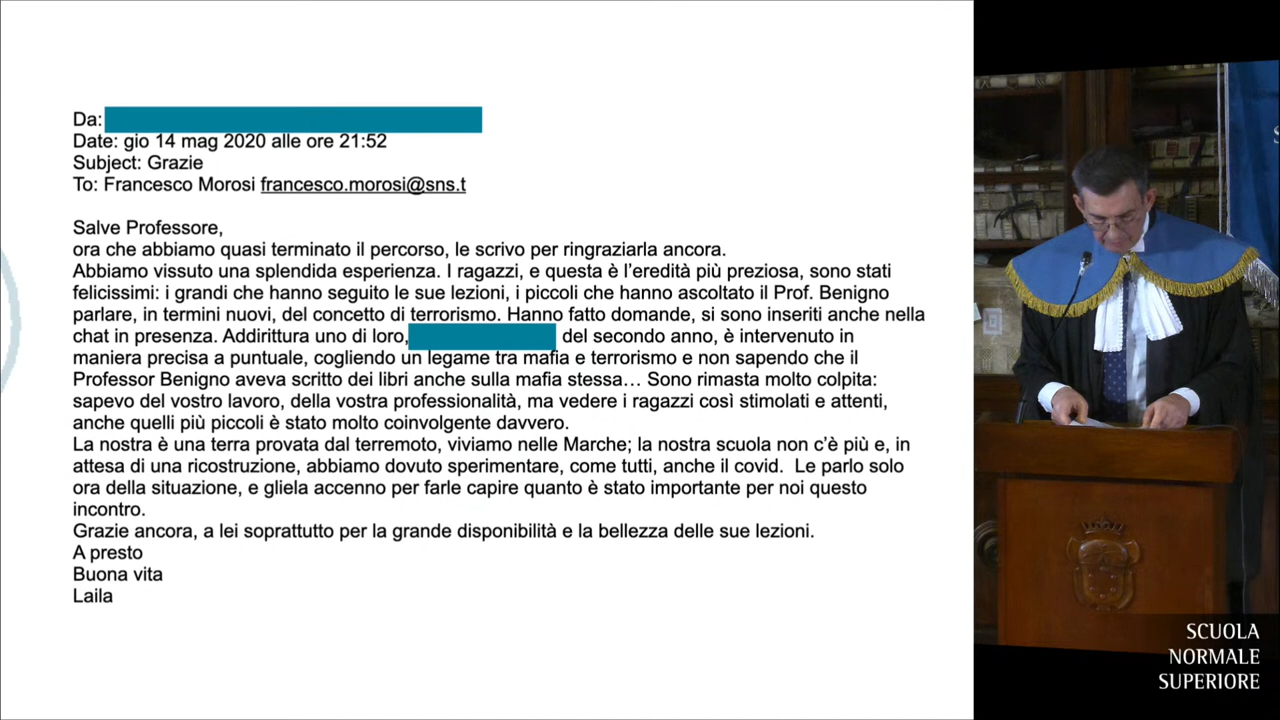 Da:
Date: gio 14 mag 2020 alle ore 21:52
Subject: Grazie
To: Francesco Morosi francesco.morosi@sns.t
Salve Professore,
ora che abbiamo quasi terminato il percorso, le scrivo per ringraziarla ancora.
Abbiamo vissuto una splendida esperienza. I ragazzi, e questa è l’eredità più preziosa, sono stati
felicissimi: i grandi che hanno seguito le sue lezioni, i piccoli che hanno ascoltato il Prof. Benigno
parlare, in termini nuovi, del concetto di terrorismo. Hanno fatto domande, si sono inseriti anche nella
chat in presenza. Addirittura uno di loro, del secondo anno, è intervenuto in
maniera precisa a puntuale, cogliendo un legame tra mafia e terrorismo e non sapendo che il
Professor Benigno aveva scritto dei libri anche sulla mafia stessa… Sono rimasta molto colpita:
sapevo del vostro lavoro, della vostra professionalità, ma vedere i ragazzi così stimolati e attenti,
anche quelli più piccoli è stato molto coinvolgente davvero.
La nostra è una terra provata dal terremoto, viviamo nelle Marche; la nostra scuola non c’è più e, in
attesa di una ricostruzione, abbiamo dovuto sperimentare, come tutti, anche il covid.  Le parlo solo
ora della situazione, e gliela accenno per farle capire quanto è stato importante per noi questo
incontro.
Grazie ancora, a lei soprattutto per la grande disponibilità e la bellezza delle sue lezioni.
A presto
Buona vita
Laila
SCUOLA
NORMALE
SUPERIORE